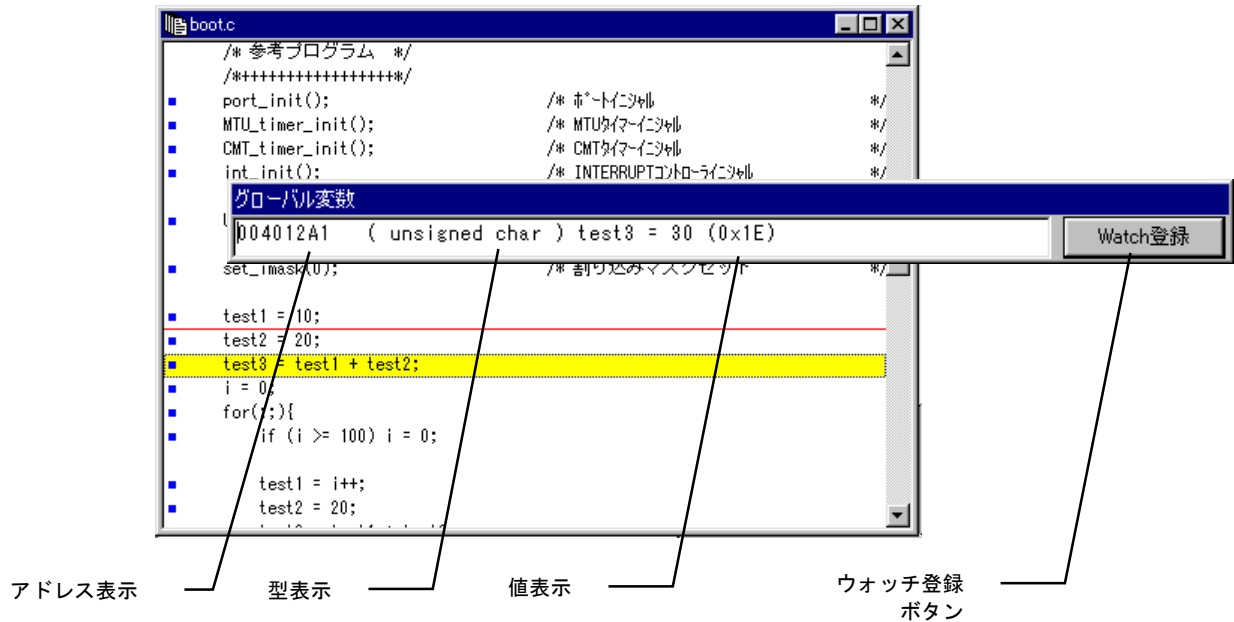 boot.c
/* 参考プログラム */
/*++++++++++++++++++*/
port_init(); /* ﾎﾟｰﾄｲﾆｼｬﾙ */
MTU_timer_init(); /* MTUﾀｲﾏｰｲﾆｼｬﾙ */
CMT_timer_init(); /* CMTﾀｲﾏｰｲﾆｼｬﾙ */
int_init(); /* INTERRUPTｺﾝﾄﾛｰﾗｲﾆｼｬﾙ */
グローバル変数
004012A1 ( unsigned char ) test3 = 30 (0x1E)
Watch登録
set_imask(0); /* 割り込みマスクセット */
test1 = 10;
test2 = 20;
test3 = test1 + test2;
i = 0;
for(;;){
if (i >= 100) i = 0;
test1 = i++;
test2 = 20;
アドレス表示
型表示
値表示
ウォッチ登録
ボタン